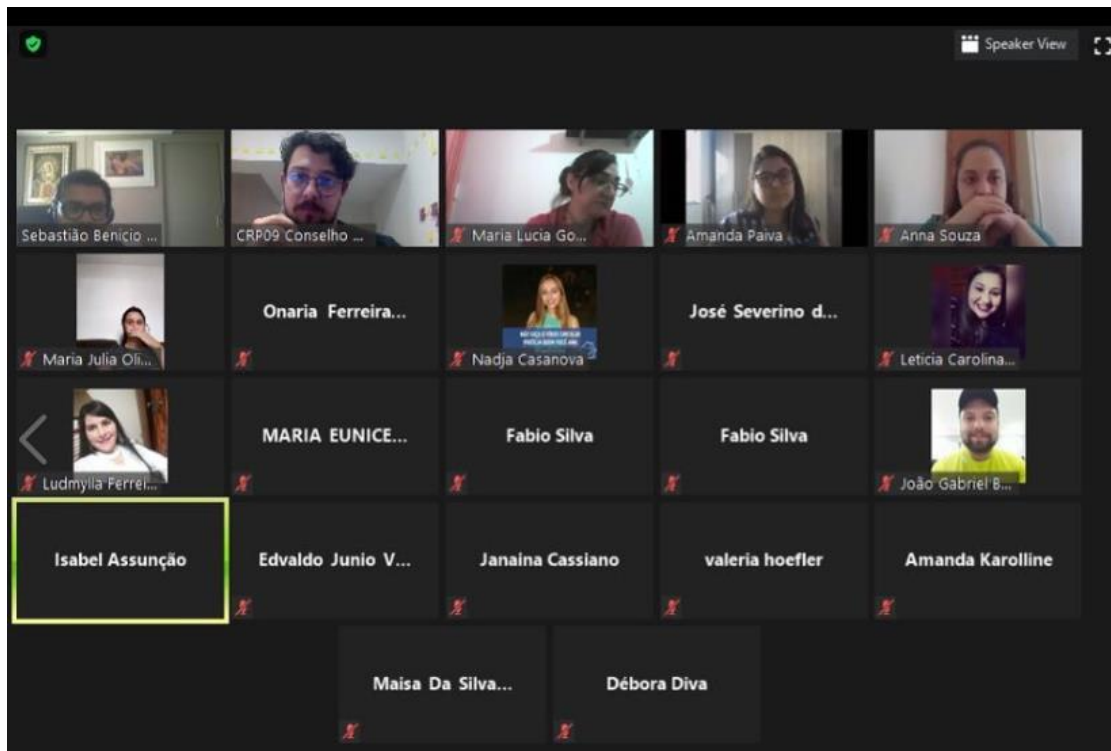 Speaker View
Sebastião Benicio ...
CRP09 Conselho ...
Maria Lucia Go...
Amanda Paiva
Anna Souza
Maria Julia Oli...
Onaria Ferreira...
Nadja Casanova
José Severino d...
Leticia Carolina...
Ludmylla Ferrei...
MARIA EUNICE...
Fabio Silva
Fabio Silva
João Gabriel B...
Isabel Assunção
Edvaldo Junio V...
Janaina Cassiano
valeria hoefler
Amanda Karolline
Maisa Da Silva...
Débora Diva